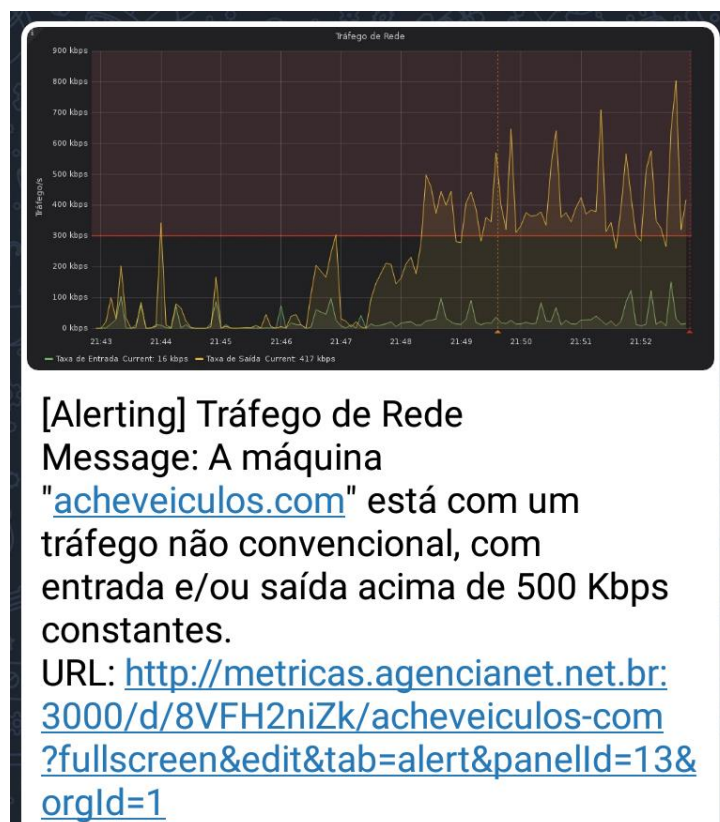 Tráfego de Rede
900 kbps
800 kbps
700 kbps
600 kbps
500 kbps
400 kbps
300 kbps
200 kbps
100 kbps
0 kbps
Tráfego/s
21:43 21:44 21:45 21:46 21:47 21:48 21:49 21:50 21:51 21:52
Taxa de Entrada Current: 16 kbps Taxa de Saída Current: 417 kbps
[Alerting] Tráfego de Rede
Message: A máquina
"acheveiculos.com" está com um
tráfego não convencional, com
entrada e/ou saída acima de 500 Kbps
constantes.
URL: http://metricas.agencianet.net.br:
3000/d/8VFH2niZk/acheveiculos-com
?fullscreen&edit&tab=alert&panelId=13&
orgId=1